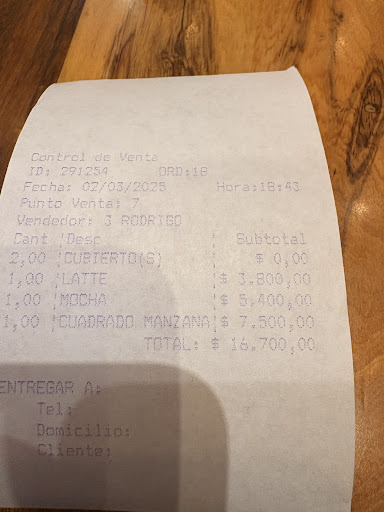 Control de Venta
ID: 291254 ORD:18
Fecha: 02/03/2025 Hora:18:43
Punto Venta: 7
Vendedor: 3 RODRIGO
Cant ¦Desc ¦ Subtotal
2,00 ¦CUBIERTO(S) ¦ $ 0,00
1,00 ¦LATTE ¦$ 3.800,00
1,00 ¦MOCHA ¦$ 5.400,00
1,00 ¦CUADRADO MANZANA¦$ 7.500,00
TOTAL: $ 16.700,00
ENTREGAR A:
Tel:
Domicilio:
Cliente: